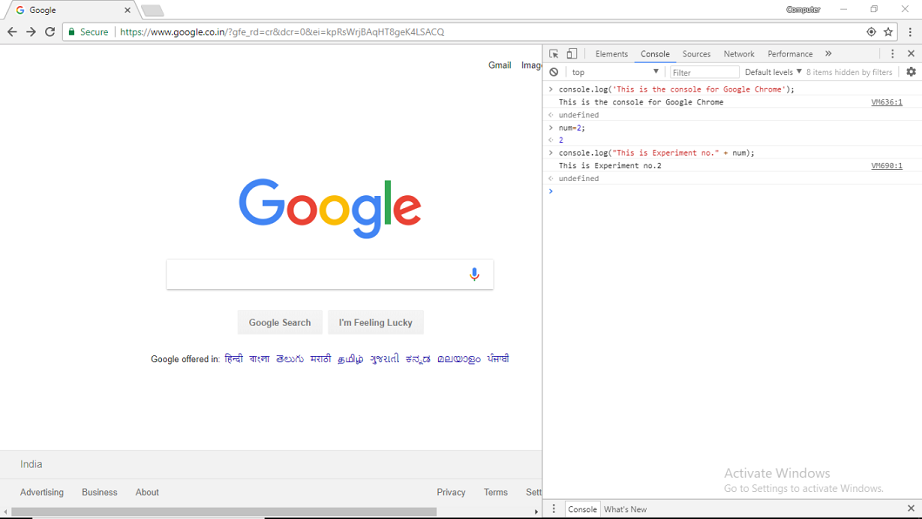 Google
Computer
Secure
https://www.google.co.in/?gfe_rd=cr&dcr=0&ei=kpRsWrjBAqHT8geK4LSACQ
Gmail Imag
Google
Google Search I'm Feeling Lucky
Google offered in: हिन्दी বাংলা తెలుగు मराठी தமிழ் ગુજરાતી ಕನ್ನಡ മലയാളം ਪੰਜਾਬੀ
India
Advertising Business About Privacy Terms Sett
Elements Console Sources Network Performance »
top Filter Default levels 8 items hidden by filters
console.log('This is the console for Google Chrome');
This is the console for Google Chrome VM636:1
undefined
num=2;
2
console.log("This is Experiment no." + num);
This is Experiment no.2 VM690:1
undefined
Activate Windows
Go to Settings to activate Windows.
Console What's New